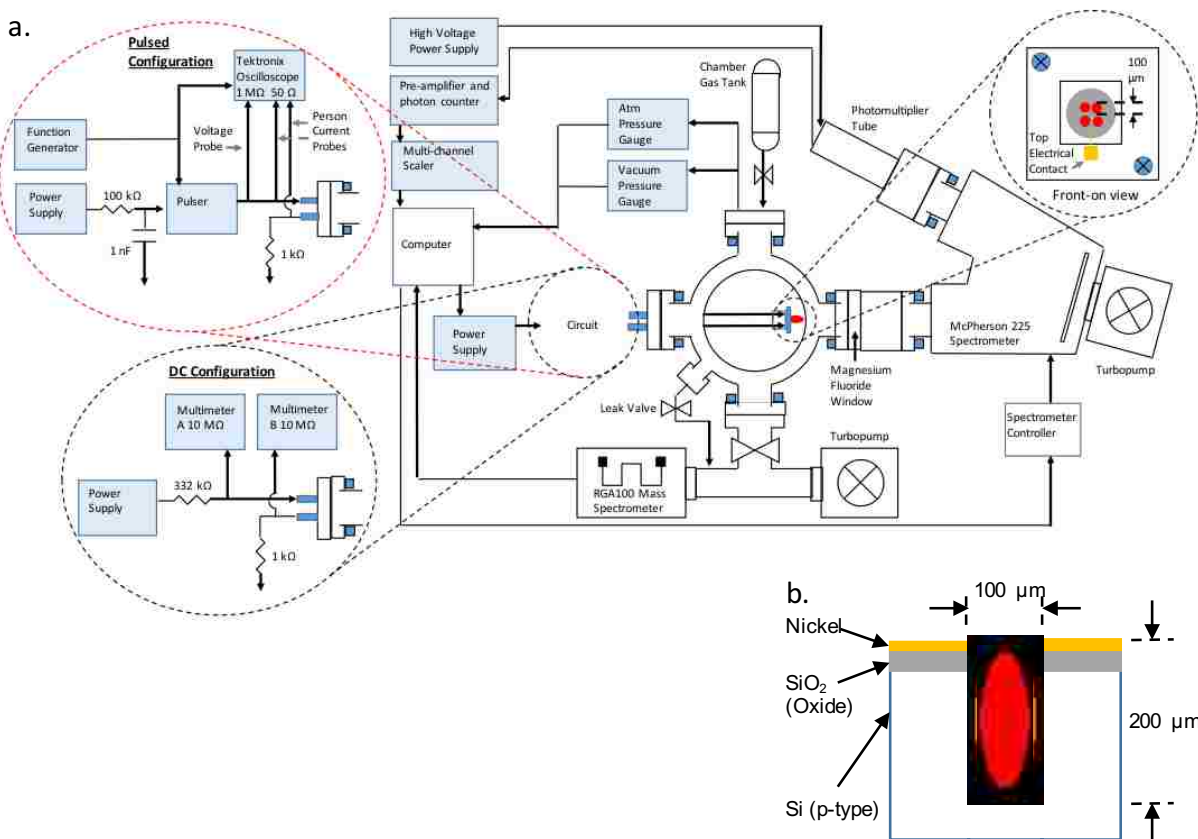 a.
Pulsed
Configuration
Tektronix
Oscilloscope
1 MΩ 50 Ω
Function
Generator
Voltage
Probe
Person
Current
Probes
Power
Supply
100 kΩ
Pulser
1 nF
1 kΩ
High Voltage
Power Supply
Pre-amplifier and
photon counter
Multi-channel
Scaler
Computer
Power
Supply
Circuit
Atm
Pressure
Gauge
Vacuum
Pressure
Gauge
Chamber
Gas Tank
Photomultiplier
Tube
100
µm
Top
Electrical
Contact
Front-on view
McPherson 225
Spectrometer
Turbopump
Magnesium
Fluoride
Window
Leak Valve
Spectrometer
Controller
Turbopump
RGA100 Mass
Spectrometer
DC Configuration
Multimeter
A 10 MΩ
Multimeter
B 10 MΩ
Power
Supply
332 kΩ
1 kΩ
b.
100 µm
Nickel
SiO₂
(Oxide)
200 µm
Si (p-type)